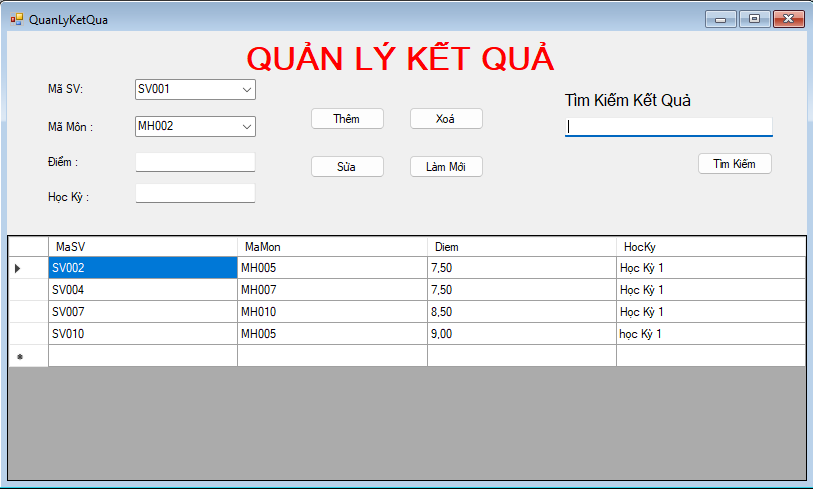 QuanLyKetQua
QUẢN LÝ KẾT QUẢ
Mã SV: SV001
Mã Môn : MH002
Điểm :
Học Kỳ :
Thêm Xoá
Sửa Làm Mới
Tìm Kiếm Kết Quả
Tìm Kiếm
MaSV MaMon Diem HocKy
SV002 MH005 7,50 Học Kỳ 1
SV004 MH007 7,50 Học Kỳ 1
SV007 MH010 8,50 Học Kỳ 1
SV010 MH005 9,00 học Kỳ 1